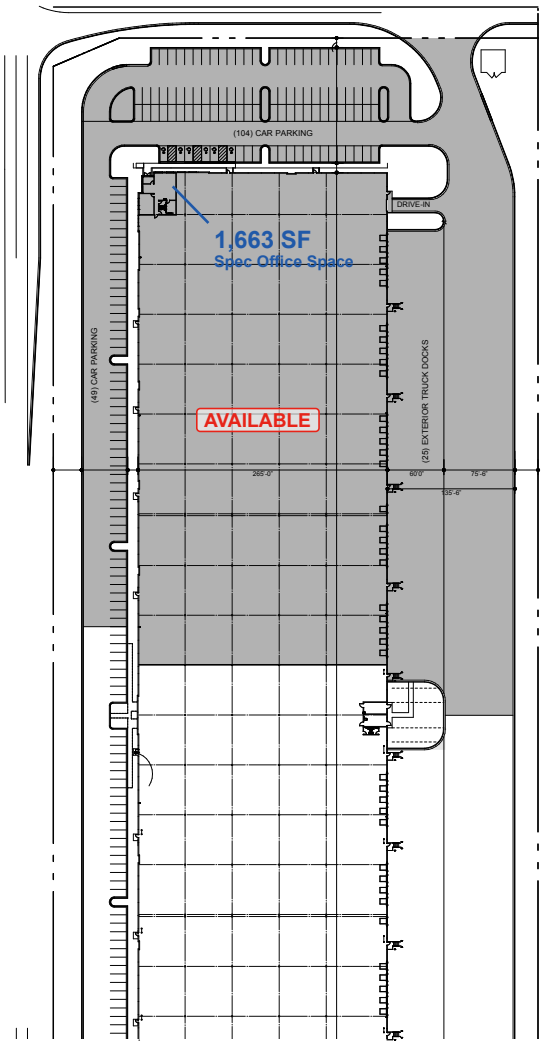 (104) CAR PARKING
DRIVE-IN
1,663 SF
Spec Office Space
(49) CAR PARKING
(25) EXTERIOR TRUCK DOCKS
AVAILABLE
265'-0"
60'0"
75'-6"
135'-6"